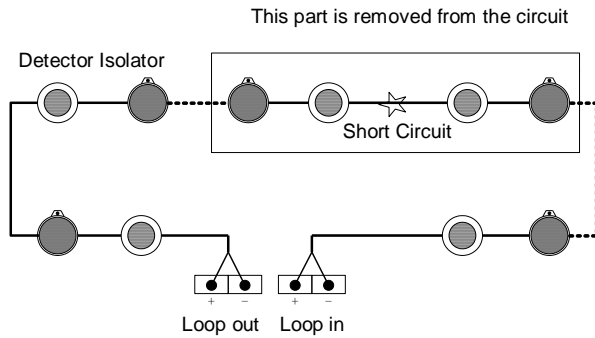 This part is removed from the circuit
Detector Isolator
Short Circuit
+ − + −
Loop out Loop in